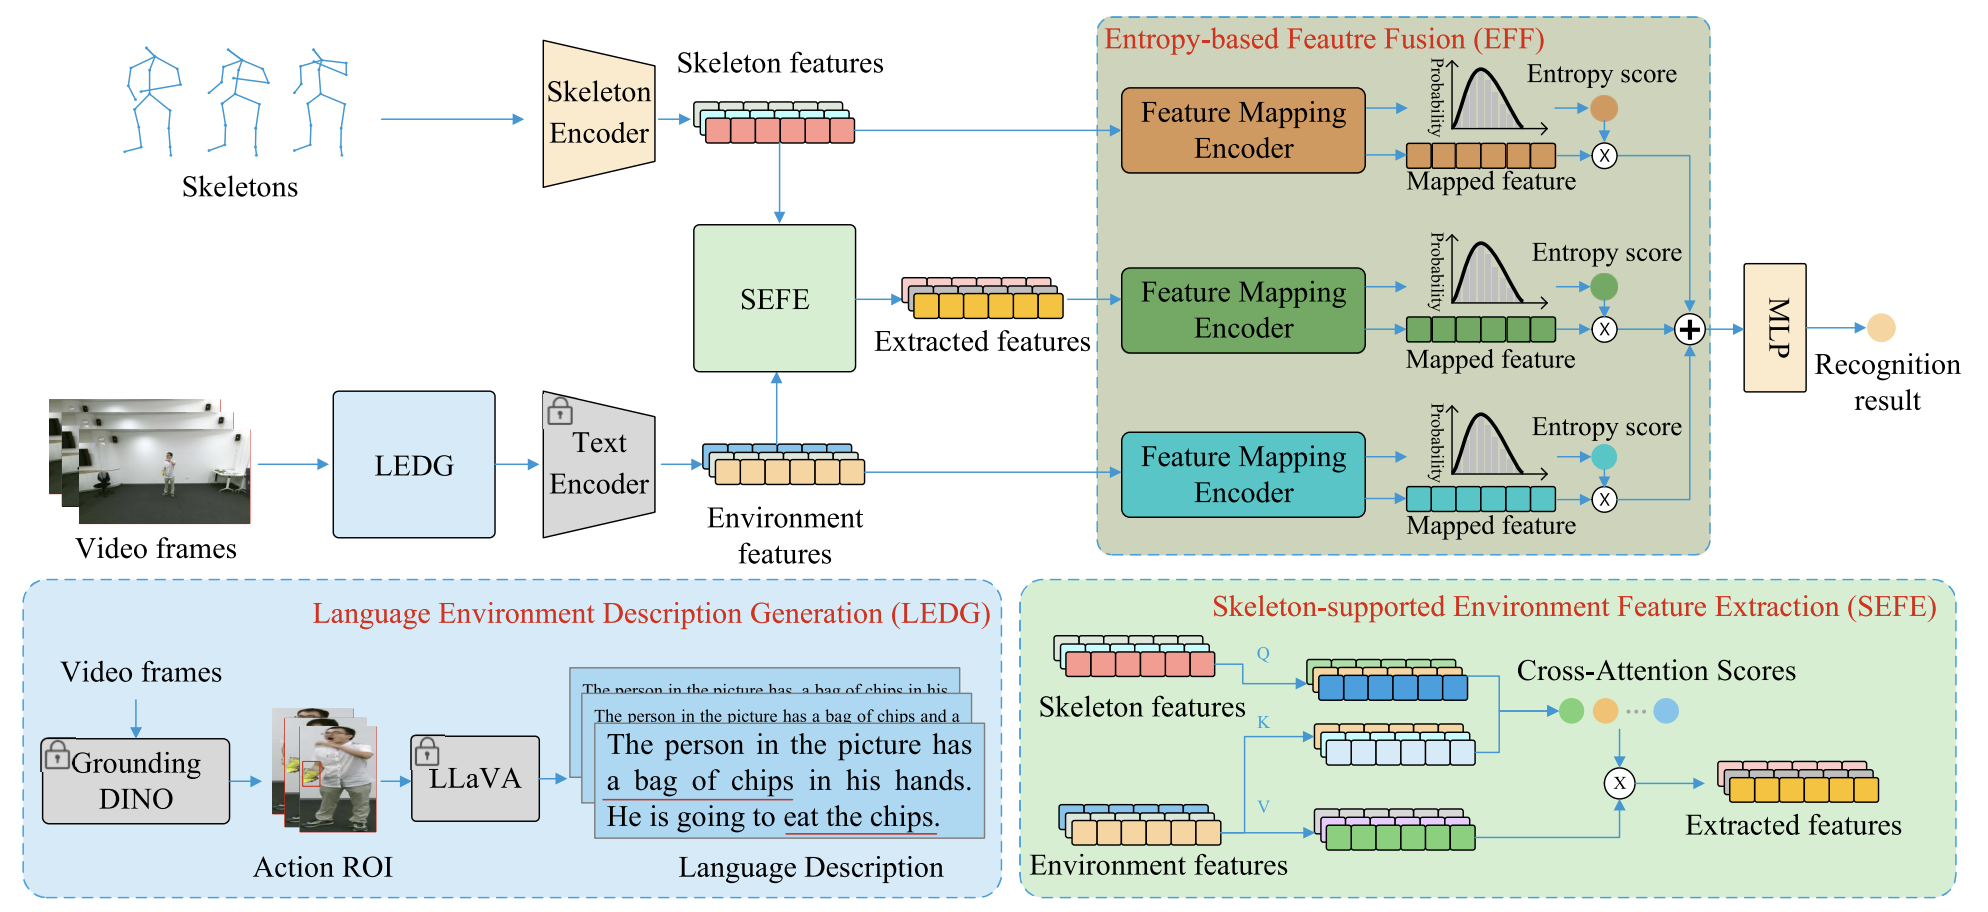 Entropy-based Feautre Fusion (EFF)
Skeletons
Skeleton
Encoder
Skeleton features
Feature Mapping
Encoder
Probability
Entropy score
Mapped feature
X
SEFE
Extracted features
Feature Mapping
Encoder
Probability
Entropy score
Mapped feature
X
+
MLP
Recognition
result
Video frames
LEDG
Text
Encoder
Environment
features
Feature Mapping
Encoder
Probability
Entropy score
Mapped feature
X
Language Environment Description Generation (LEDG)
Video frames
Grounding
DINO
Action ROI
LLaVA
The person in the picture has a bag of chips in his
The person in the picture has a bag of chips and a
The person in the picture has
a bag of chips in his hands.
He is going to eat the chips.
Language Description
Skeleton-supported Environment Feature Extraction (SEFE)
Skeleton features
Q
K
V
Environment features
Cross-Attention Scores
...
X
Extracted features